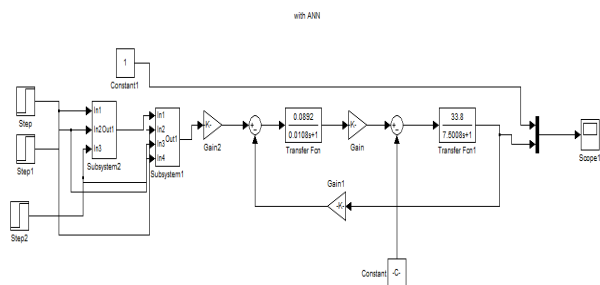 with ANN
1
Constant1
Step
Step1
Step2
In1
In2
Out1
In3
Subsystem2
In1
In2
Out1
In3
In4
Subsystem1
-K-
Gain2
0.0892
0.0108s+1
Transfer Fcn
-K-
Gain
33.8
7.5008s+1
Transfer Fcn1
Scope1
Gain1
-K-
Constant
-C-